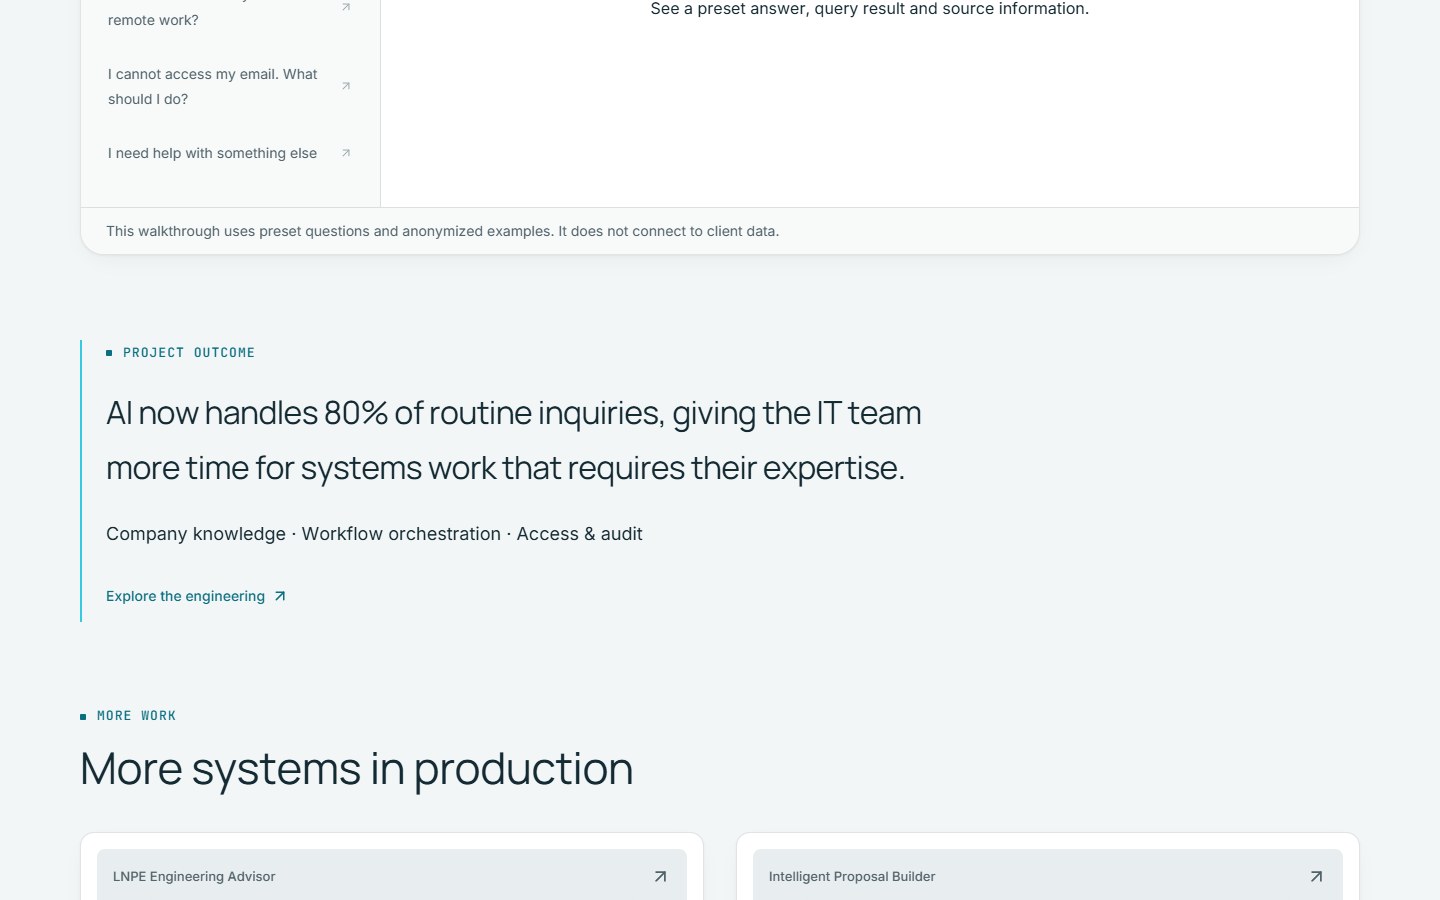 remote work?
See a preset answer, query result and source information.
I cannot access my email. What
should I do?
I need help with something else
This walkthrough uses preset questions and anonymized examples. It does not connect to client data.
PROJECT OUTCOME
AI now handles 80% of routine inquiries, giving the IT team
more time for systems work that requires their expertise.
Company knowledge · Workflow orchestration · Access & audit
Explore the engineering
MORE WORK
More systems in production
LNPE Engineering Advisor
Intelligent Proposal Builder